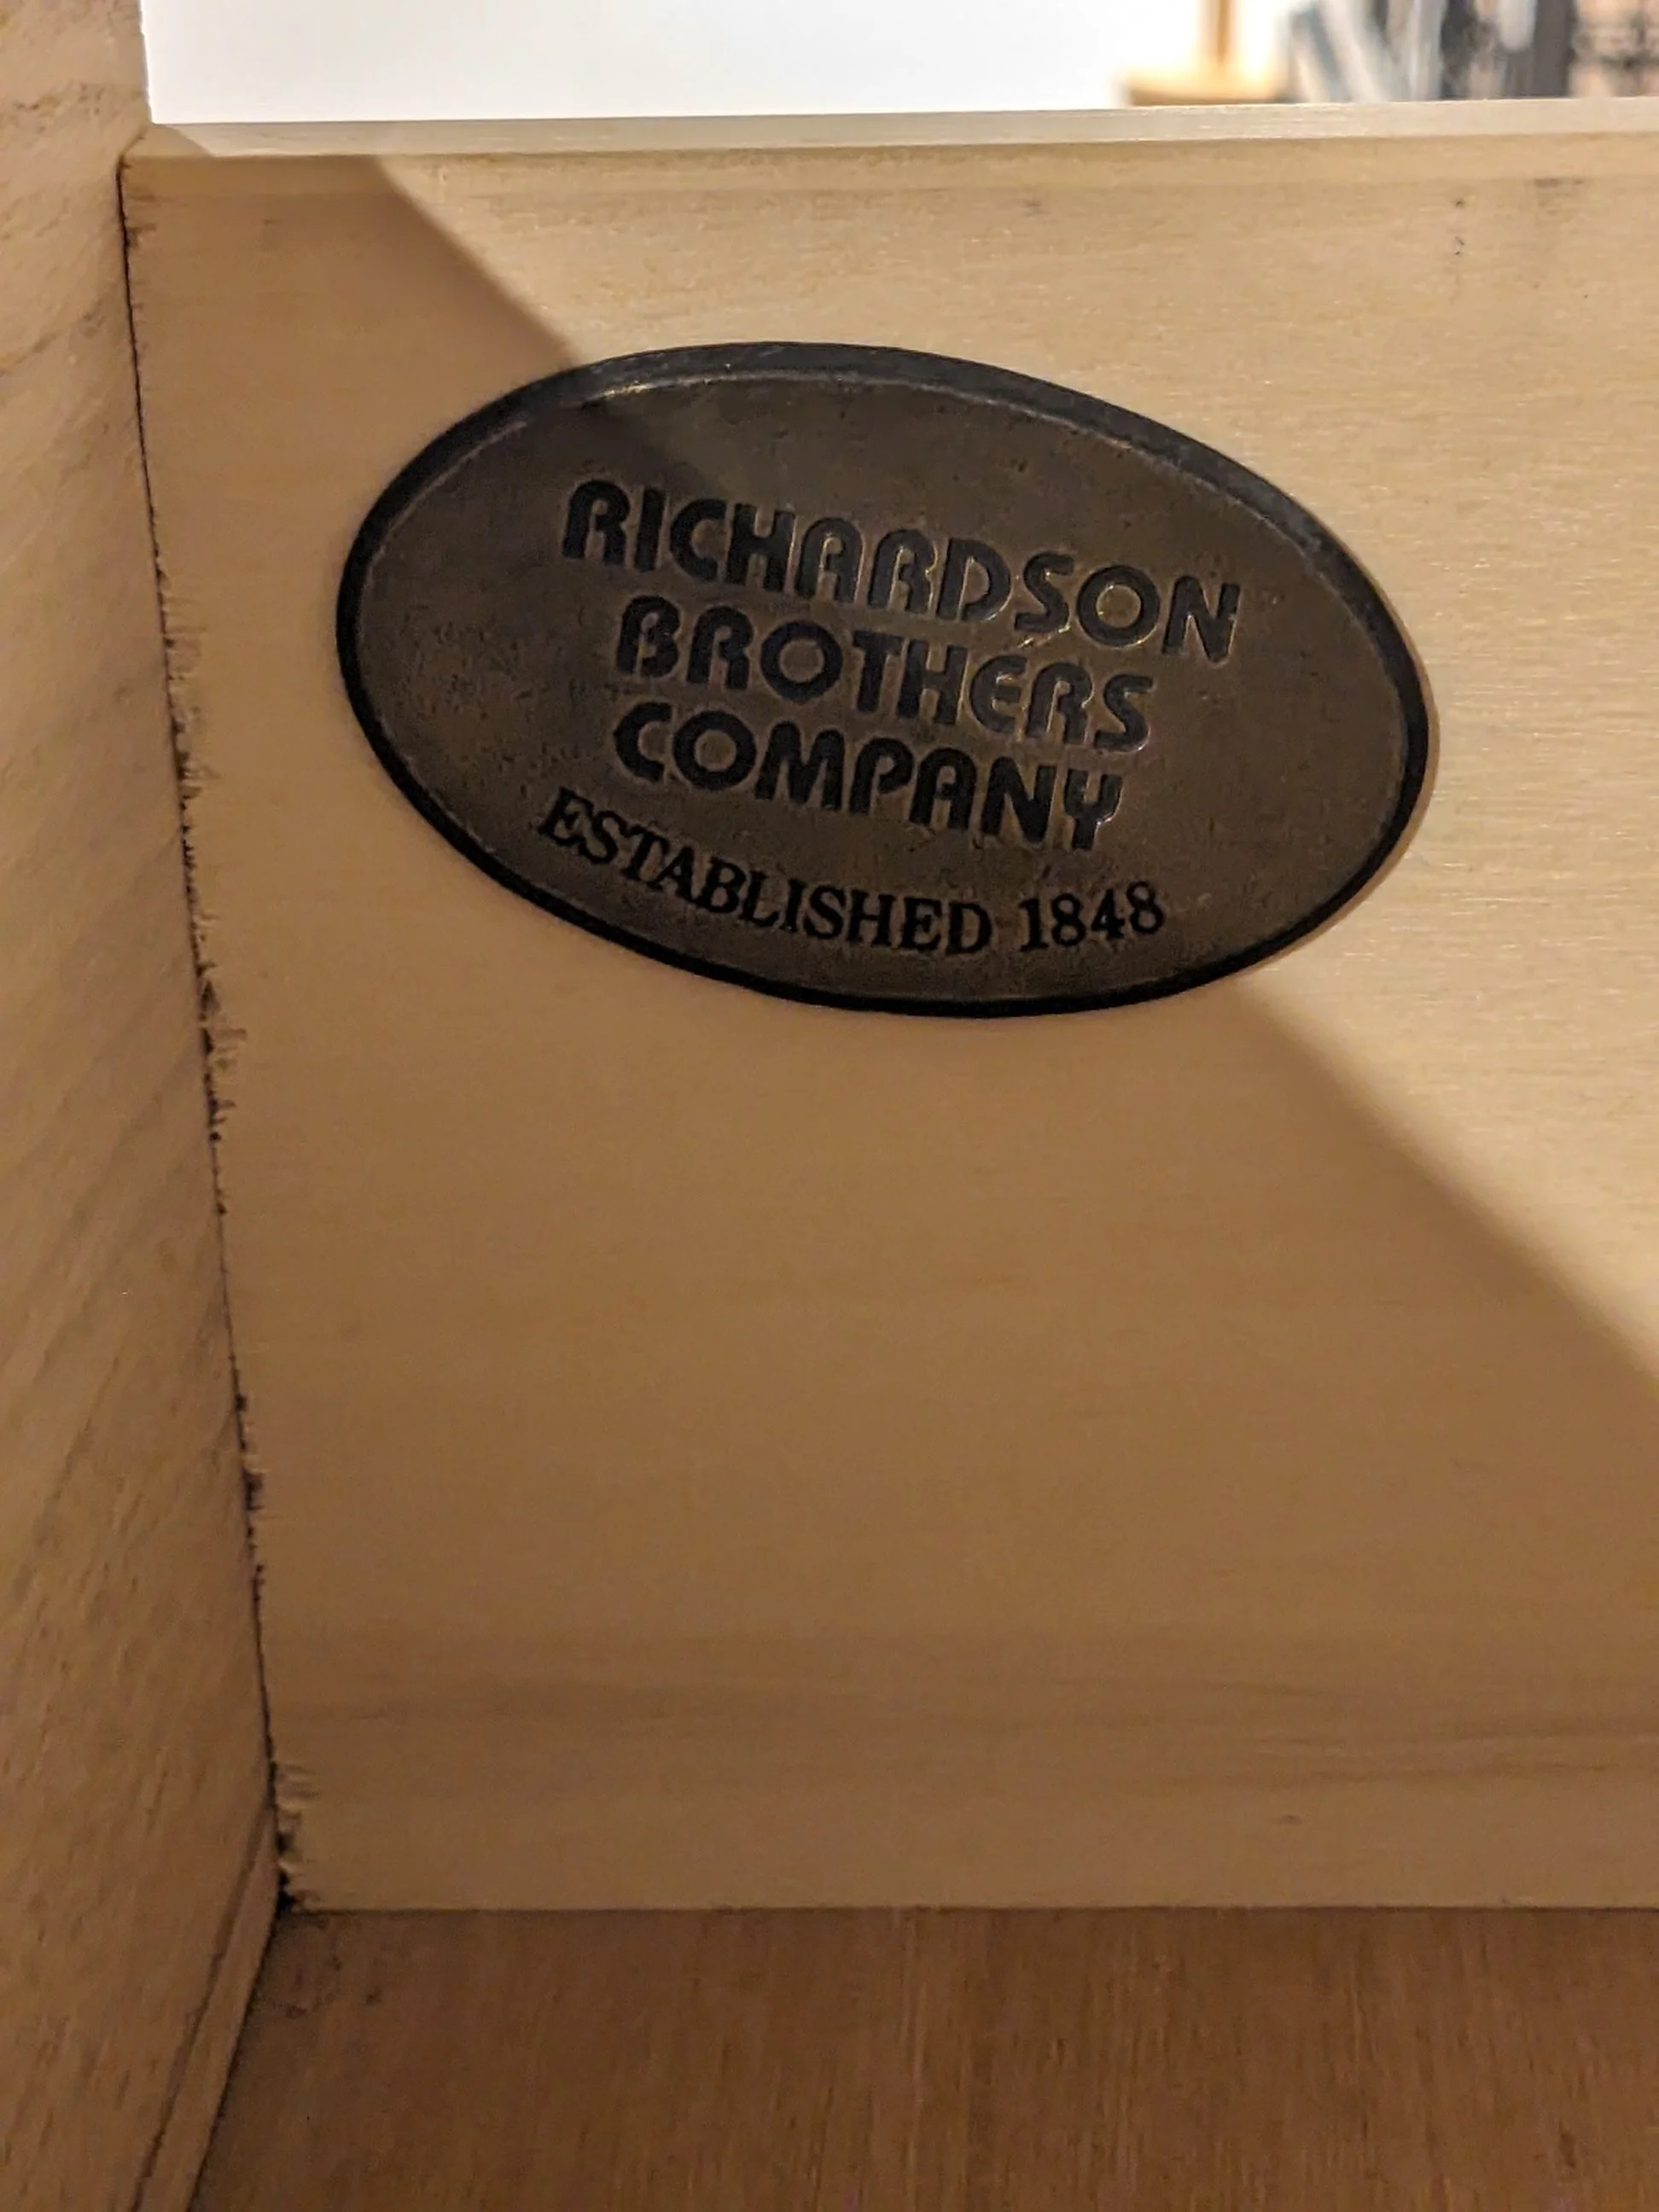 RICHARDSON
BROTHERS
COMPANY
ESTABLISHED 1848